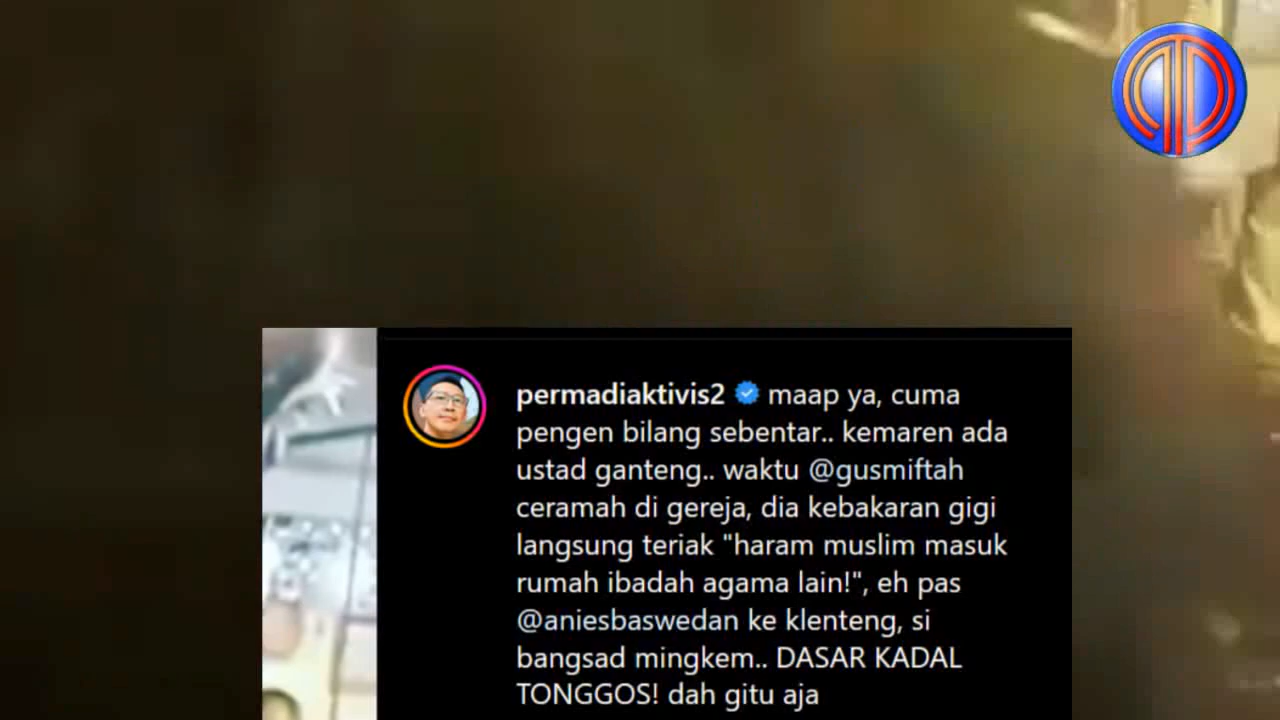 permadiaktivis2 maap ya, cuma
pengen bilang sebentar.. kemaren ada
ustad ganteng.. waktu @gusmiftah
ceramah di gereja, dia kebakaran gigi
langsung teriak "haram muslim masuk
rumah ibadah agama lain!", eh pas
@aniesbaswedan ke klenteng, si
bangsad mingkem.. DASAR KADAL
TONGGOS! dah gitu aja